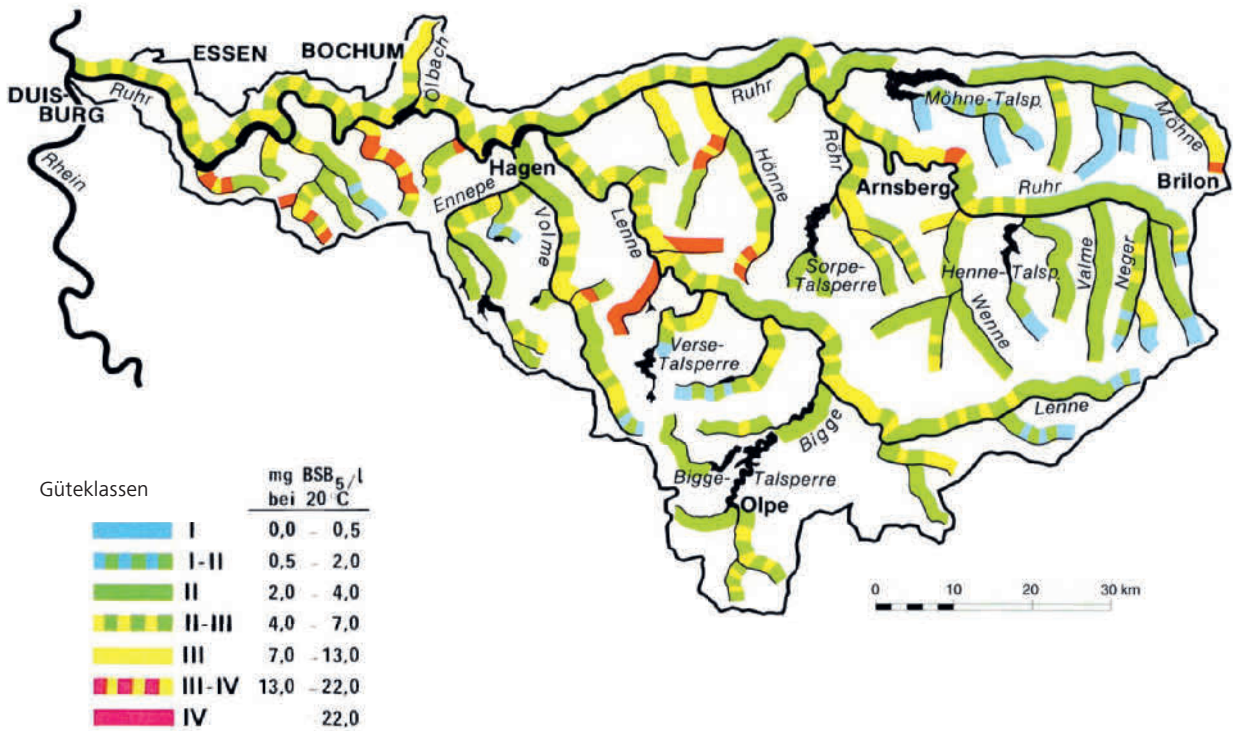 ESSEN
BOCHUM
Ölbach
DUIS-
BURG
Ruhr
Rhein
Hagen
Ennepe
Volme
Lenne
Hönne
Ruhr
Röhr
Möhne-Talsp.
Möhne
Brilon
Arnsberg
Ruhr
Sorpe-
Talsperre
Henne-Talsp.
Valme
Neger
Wenne
Verse-
Talsperre
Lenne
Bigge
Bigge-Talsperre
Olpe
Güteklassen
mg BSB5/l
bei 20°C
I 0,0 - 0,5
I-II 0,5 - 2,0
II 2,0 - 4,0
II-III 4,0 - 7,0
III 7,0 - 13,0
III-IV 13,0 - 22,0
IV 22,0
0 10 20 30 km